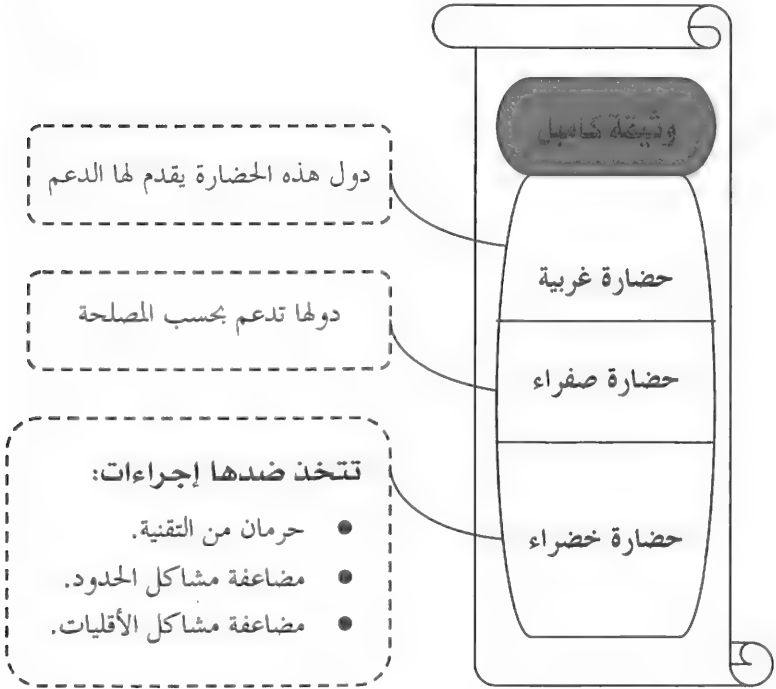 وثيقة كامبل
حضارة غربية
دول هذه الحضارة يقدم لها الدعم
حضارة صفراء
دولها تدعم بحسب المصلحة
حضارة خضراء
تتخذ ضدها إجراءات:
● حرمان من التقنية.
● مضاعفة مشاكل الحدود.
● مضاعفة مشاكل الأقليات.